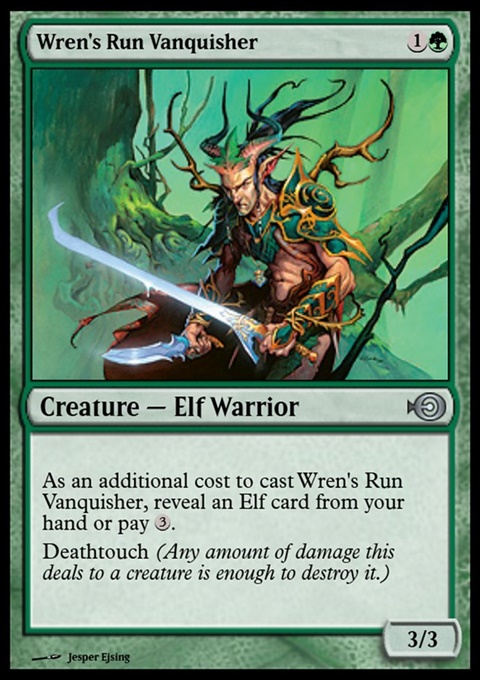 Wren's Run Vanquisher 1
Creature — Elf Warrior
As an additional cost to cast Wren's Run
Vanquisher, reveal an Elf card from your
hand or pay 3.
Deathtouch (Any amount of damage this
deals to a creature is enough to destroy it.)
3/3
Jesper Ejsing